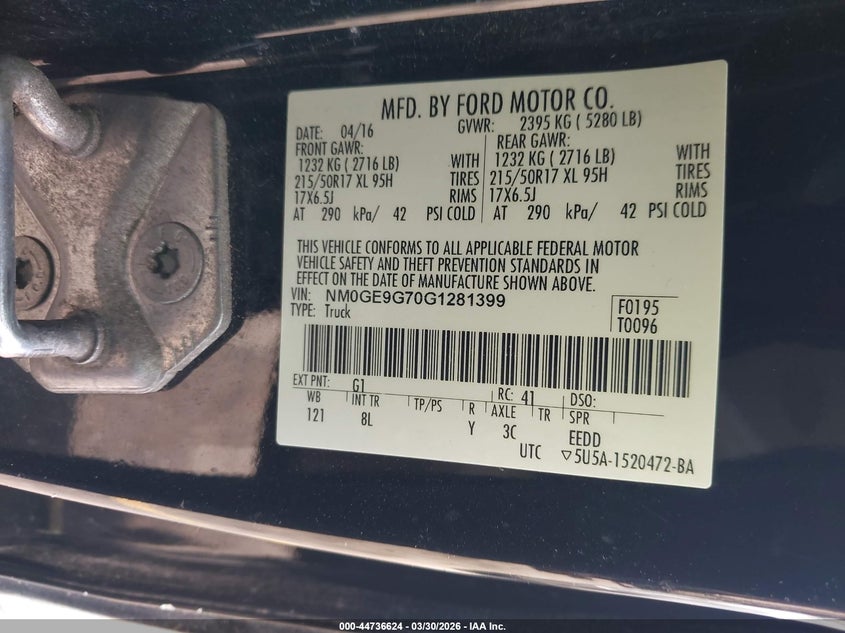 MFD. BY FORD MOTOR CO.
DATE: 04/16 GVWR: 2395 KG ( 5280 LB)
FRONT GAWR: REAR GAWR:
1232 KG ( 2716 LB) WITH 1232 KG ( 2716 LB) WITH
215/50R17 XL 95H TIRES 215/50R17 XL 95H TIRES
17X6.5J RIMS 17X6.5J RIMS
AT 290 kPa/ 42 PSI COLD AT 290 kPa/ 42 PSI COLD
THIS VEHICLE CONFORMS TO ALL APPLICABLE FEDERAL MOTOR
VEHICLE SAFETY AND THEFT PREVENTION STANDARDS IN
EFFECT ON THE DATE OF MANUFACTURE SHOWN ABOVE.
VIN: NM0GE9G70G1281399 F0195
TYPE: Truck T0096
EXT PNT: G1 RC: 41 DSO:
WB INT TR TP/PS R AXLE TR SPR
121 8L Y 3C EEDD
UTC ▽5U5A-1520472-BA
000-44736624 | 03/30/2026 - IAA Inc.